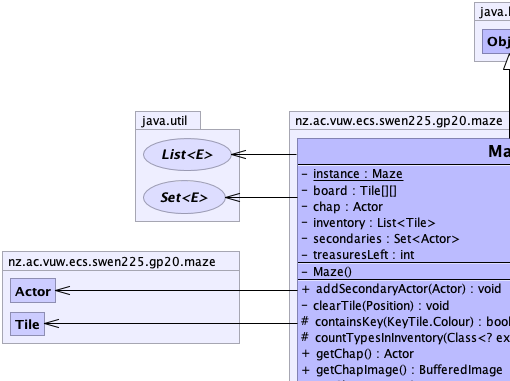 java.
Obj
java.util
List<E>
Set<E>
nz.ac.vuw.ecs.swen225.gp20.maze
Ma
- instance : Maze
- board : Tile[][]
- chap : Actor
- inventory : List<Tile>
- secondaries : Set<Actor>
- treasuresLeft : int
- Maze()
+ addSecondaryActor(Actor) : void
- clearTile(Position) : void
# containsKey(KeyTile.Colour) : bool
# countTypesInInventory(Class<? ex
+ getChap() : Actor
+ getChapImage() : BufferedImage
nz.ac.vuw.ecs.swen225.gp20.maze
Actor
Tile